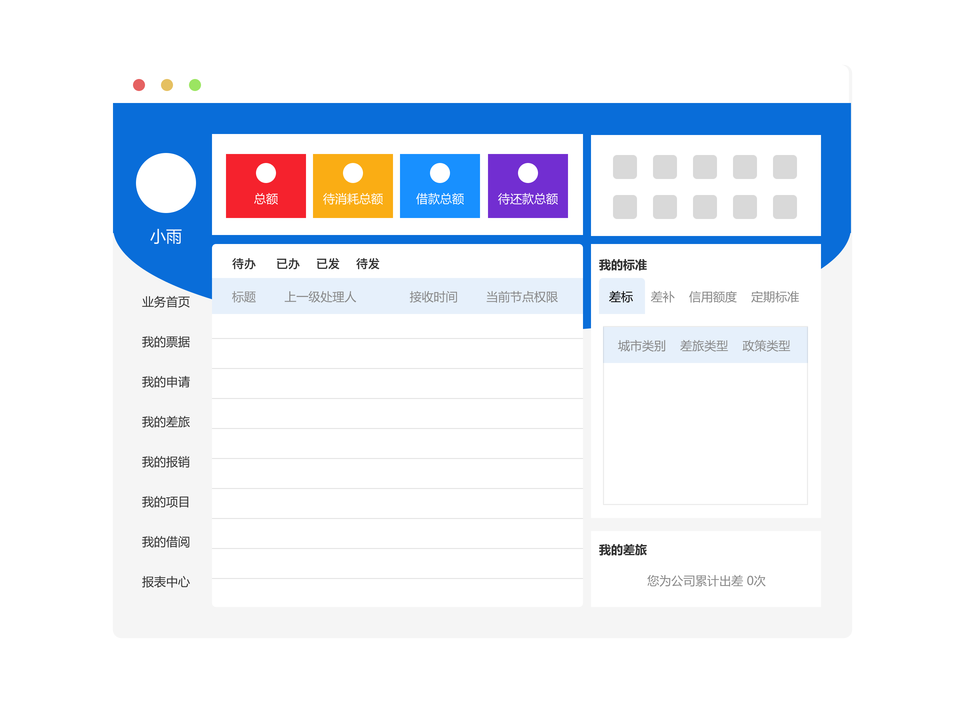 小雨
业务首页
我的票据
我的申请
我的差旅
我的报销
我的项目
我的借阅
报表中心
总额 待消耗总额 借款总额 待还款总额
待办 已办 已发 待发
标题 上一级处理人 接收时间 当前节点权限
我的标准
差标 差补 信用额度 定期标准
城市类别 差旅类型 政策类型
我的差旅
您为公司累计出差 0次